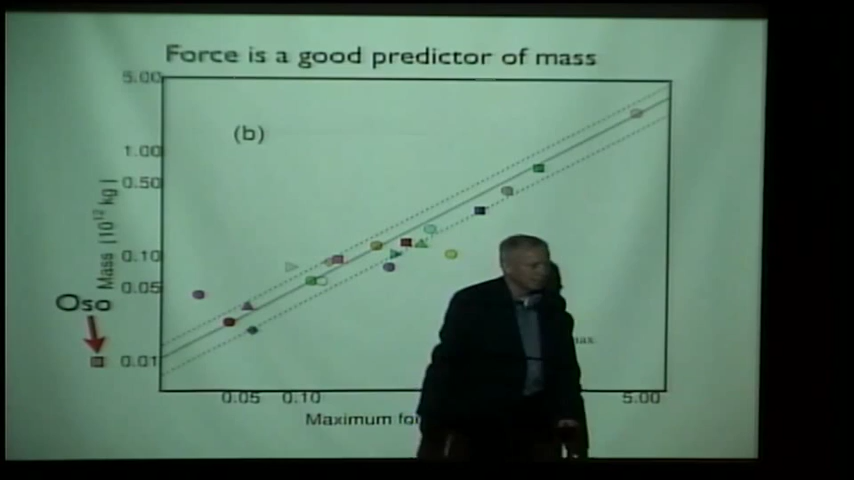 Force is a good predictor of mass
5.00
(b)
1.00
0.50
0.10
0.05
0.01
Mass [10¹² kg]
Oso
0.05 0.10 5.00
Maximum